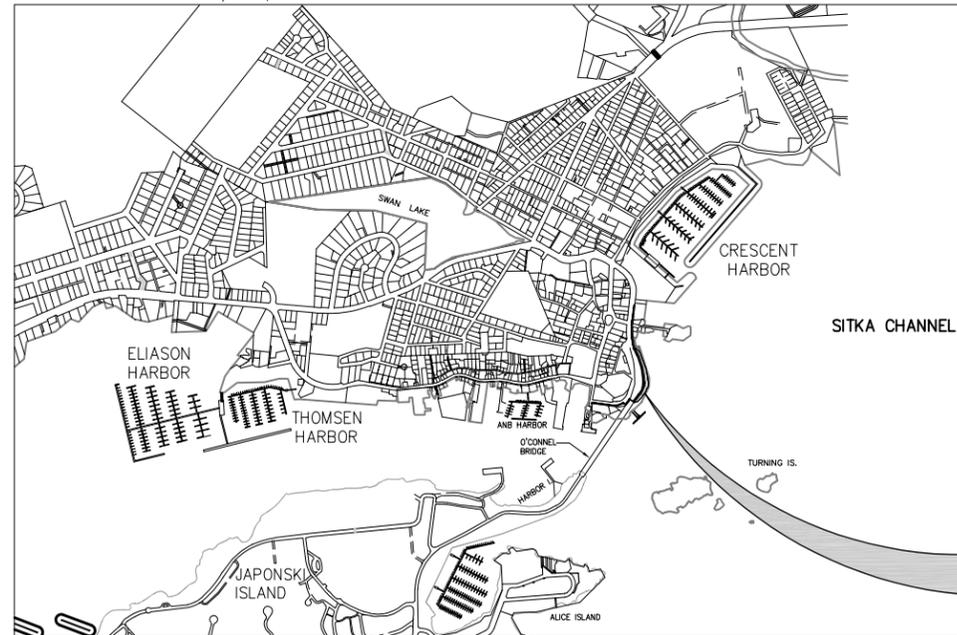 SWAN LAKE
CRESCENT
HARBOR
SITKA CHANNEL
ELIASON
HARBOR
THOMSEN
HARBOR
ANB HARBOR
O'CONNEL
BRIDGE
TURNING IS.
HARBOR I.
JAPONSKI
ISLAND
ALICE ISLAND